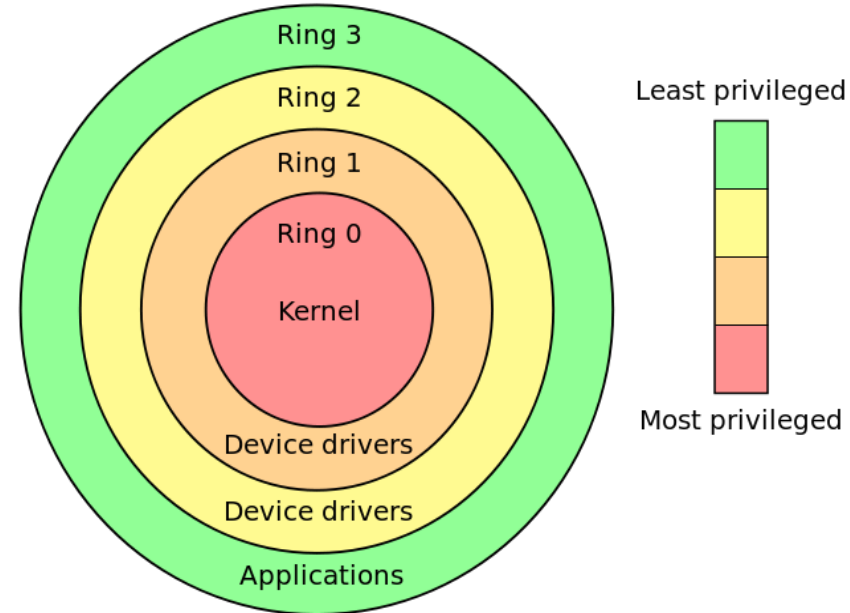 Ring 3
Ring 2
Ring 1
Ring 0
Kernel
Device drivers
Device drivers
Applications
Least privileged
Most privileged